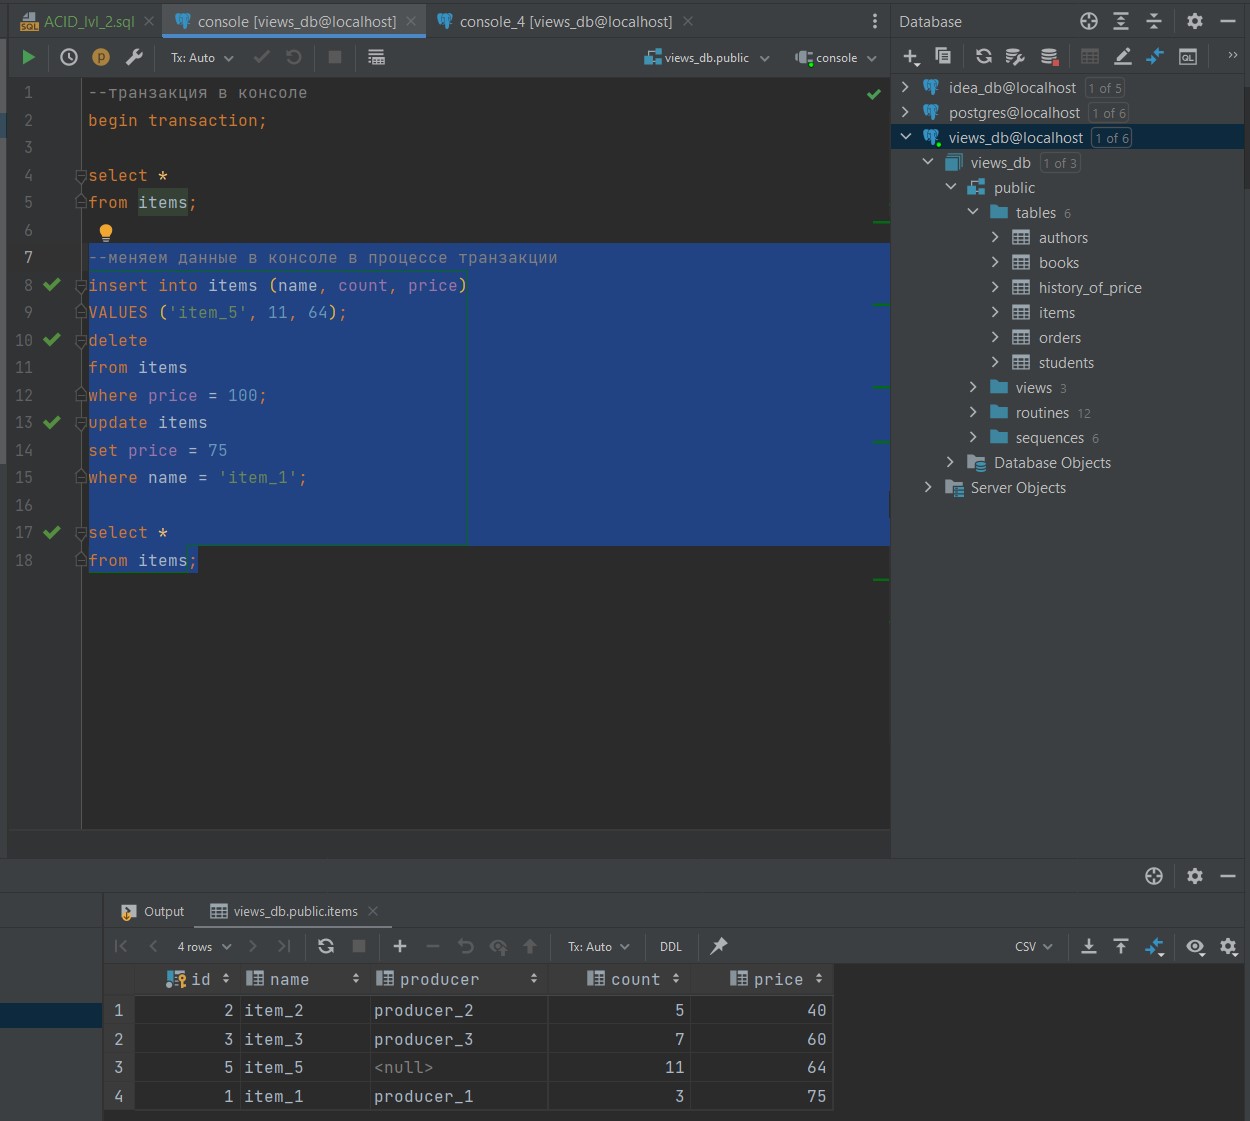 ACID_lvl_2.sql
console [views_db@localhost]
console_4 [views_db@localhost]
Database
Tx: Auto
views_db.public
console
1 --транзакция в консоле
2 begin transaction;
3
4 select *
5 from items;
6
7 --меняем данные в консоле в процессе транзакции
8 insert into items (name, count, price)
9 VALUES ('item_5', 11, 64);
10 delete
11 from items
12 where price = 100;
13 update items
14 set price = 75
15 where name = 'item_1';
16
17 select *
18 from items;
QL
idea_db@localhost 1 of 5
postgres@localhost 1 of 6
views_db@localhost 1 of 6
views_db 1 of 3
public
tables 6
authors
books
history_of_price
items
orders
students
views 3
routines 12
sequences 6
Database Objects
Server Objects
Output
views_db.public.items
4 rows
Tx: Auto
DDL
CSV
id name producer count price
1 2 item_2 producer_2 5 40
2 3 item_3 producer_3 7 60
3 5 item_5 <null> 11 64
4 1 item_1 producer_1 3 75